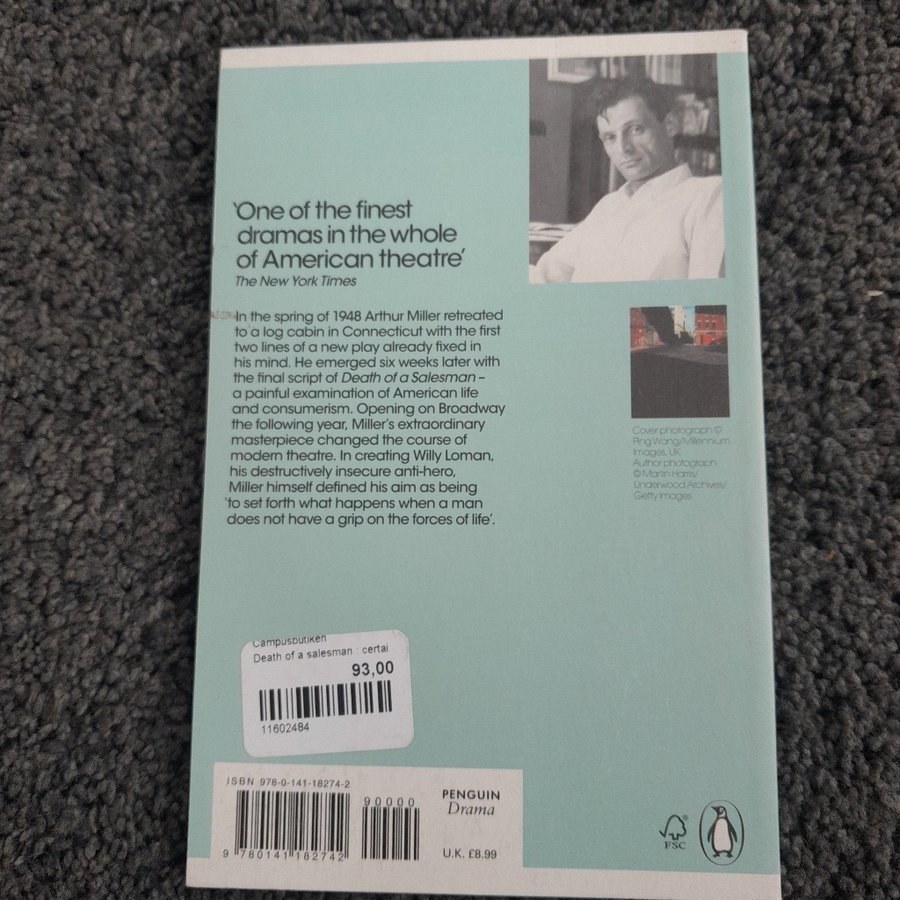 'One of the finest
dramas in the whole
of American theatre'
The New York Times
In the spring of 1948 Arthur Miller retreated
to a log cabin in Connecticut with the first
two lines of a new play already fixed in
his mind. He emerged six weeks later with
the final script of Death of a Salesman –
a painful examination of American life
and consumerism. Opening on Broadway
the following year, Miller's extraordinary
masterpiece changed the course of
modern theatre. In creating Willy Loman,
his destructively insecure anti-hero,
Miller himself defined his aim as being
'to set forth what happens when a man
does not have a grip on the forces of life'.
Cover photograph ©
Ping Wang/Millennium
Images, UK
Author photograph
© Martin Harris/
Underwood Archives/
Getty Images
Campusbutiken
Death of a salesman : certai
93,00
11602484
ISBN 978-0-141-18274-2
90000
9 780141 182742
PENGUIN
Drama
U.K. £8.99
FSC